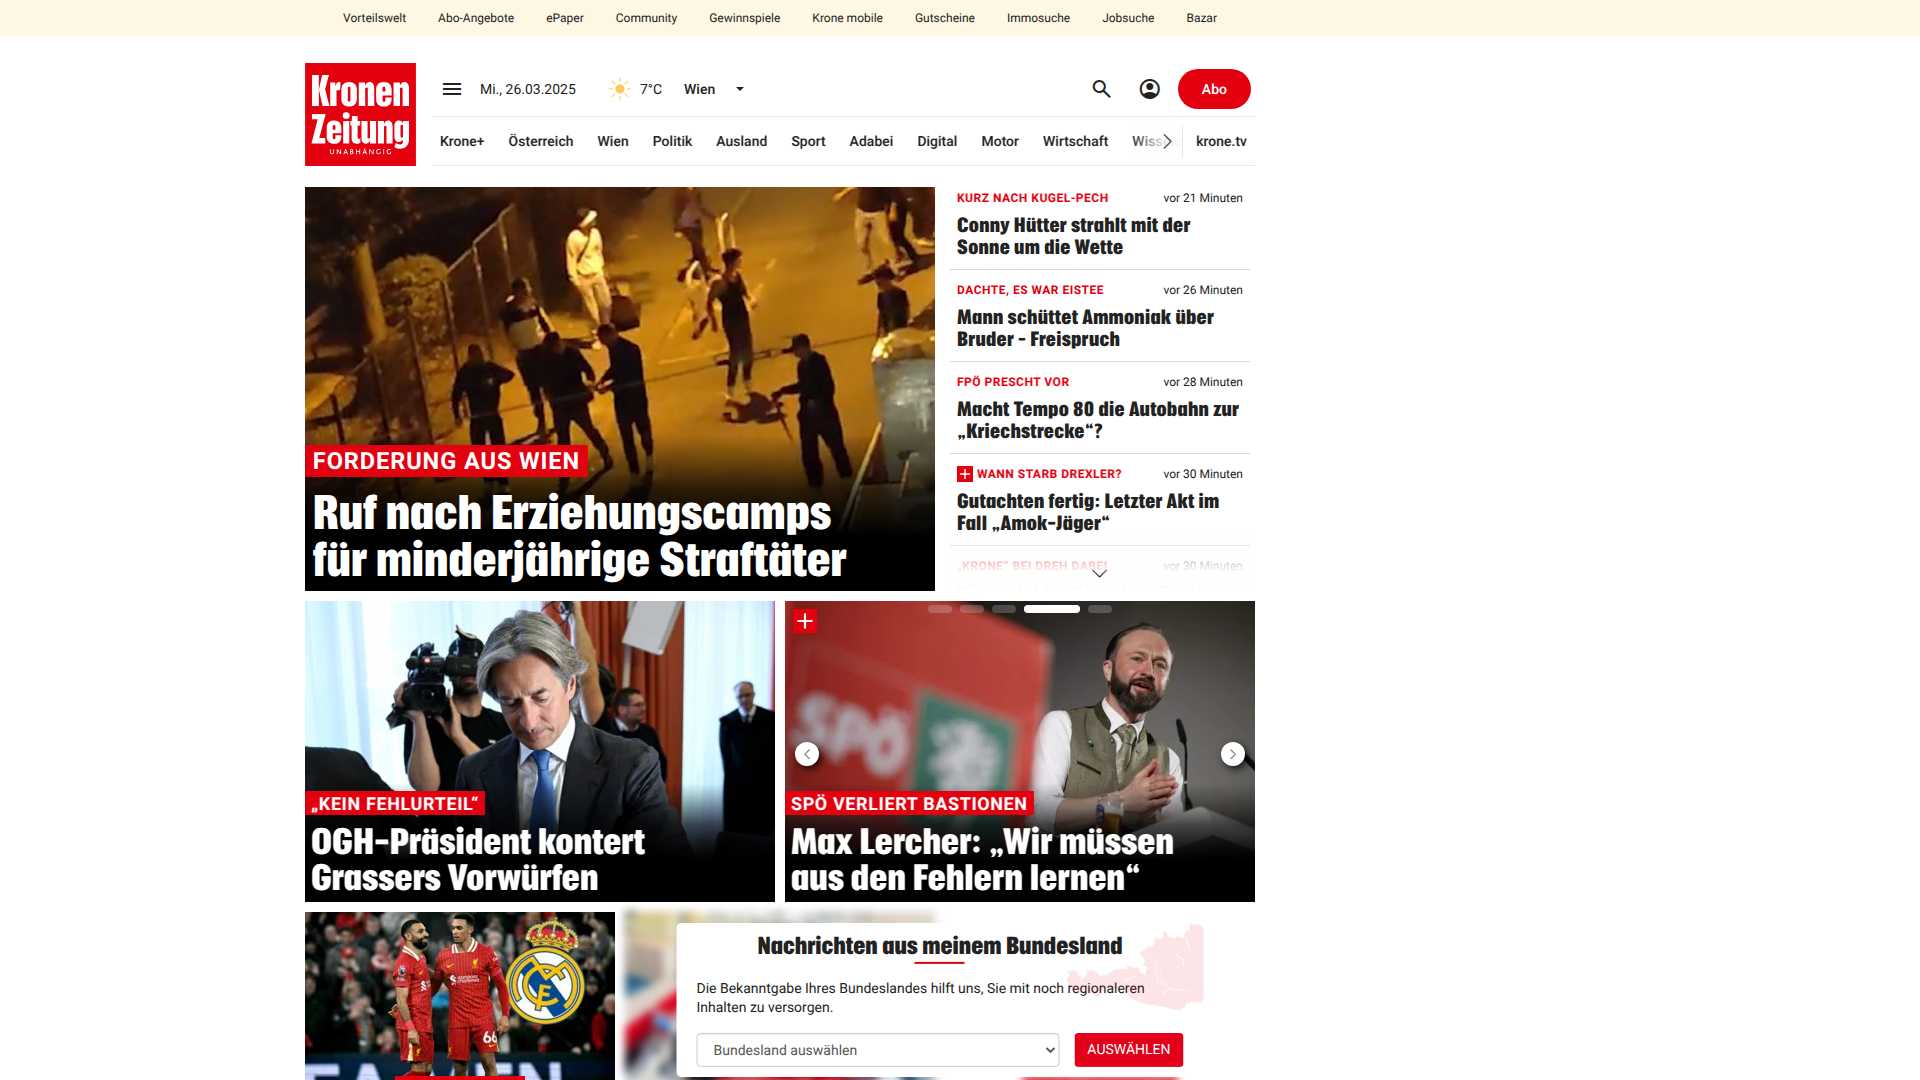 Vorteilswelt Abo-Angebote ePaper Community Gewinnspiele Krone mobile Gutscheine Immosuche Jobsuche Bazar
Kronen
Zeitung
UNABHÄNGIG
Mi., 26.03.2025 7°C Wien
Abo
Krone+ Österreich Wien Politik Ausland Sport Adabei Digital Motor Wirtschaft Wiss krone.tv
FORDERUNG AUS WIEN
Ruf nach Erziehungscamps
für minderjährige Straftäter
KURZ NACH KUGEL-PECH vor 21 Minuten
Conny Hütter strahlt mit der
Sonne um die Wette
DACHTE, ES WAR EISTEE vor 26 Minuten
Mann schüttet Ammoniak über
Bruder – Freispruch
FPÖ PRESCHT VOR vor 28 Minuten
Macht Tempo 80 die Autobahn zur
„Kriechstrecke“?
WANN STARB DREXLER? vor 30 Minuten
Gutachten fertig: Letzter Akt im
Fall „Amok-Jäger“
„KRONE“ BEI DREH DABEI vor 30 Minuten
„KEIN FEHLURTEIL“
OGH-Präsident kontert
Grassers Vorwürfen
SPÖ
SPÖ VERLIERT BASTIONEN
Max Lercher: „Wir müssen
aus den Fehlern lernen“
66
Nachrichten aus meinem Bundesland
Die Bekanntgabe Ihres Bundeslandes hilft uns, Sie mit noch regionaleren
Inhalten zu versorgen.
Bundesland auswählen
AUSWÄHLEN